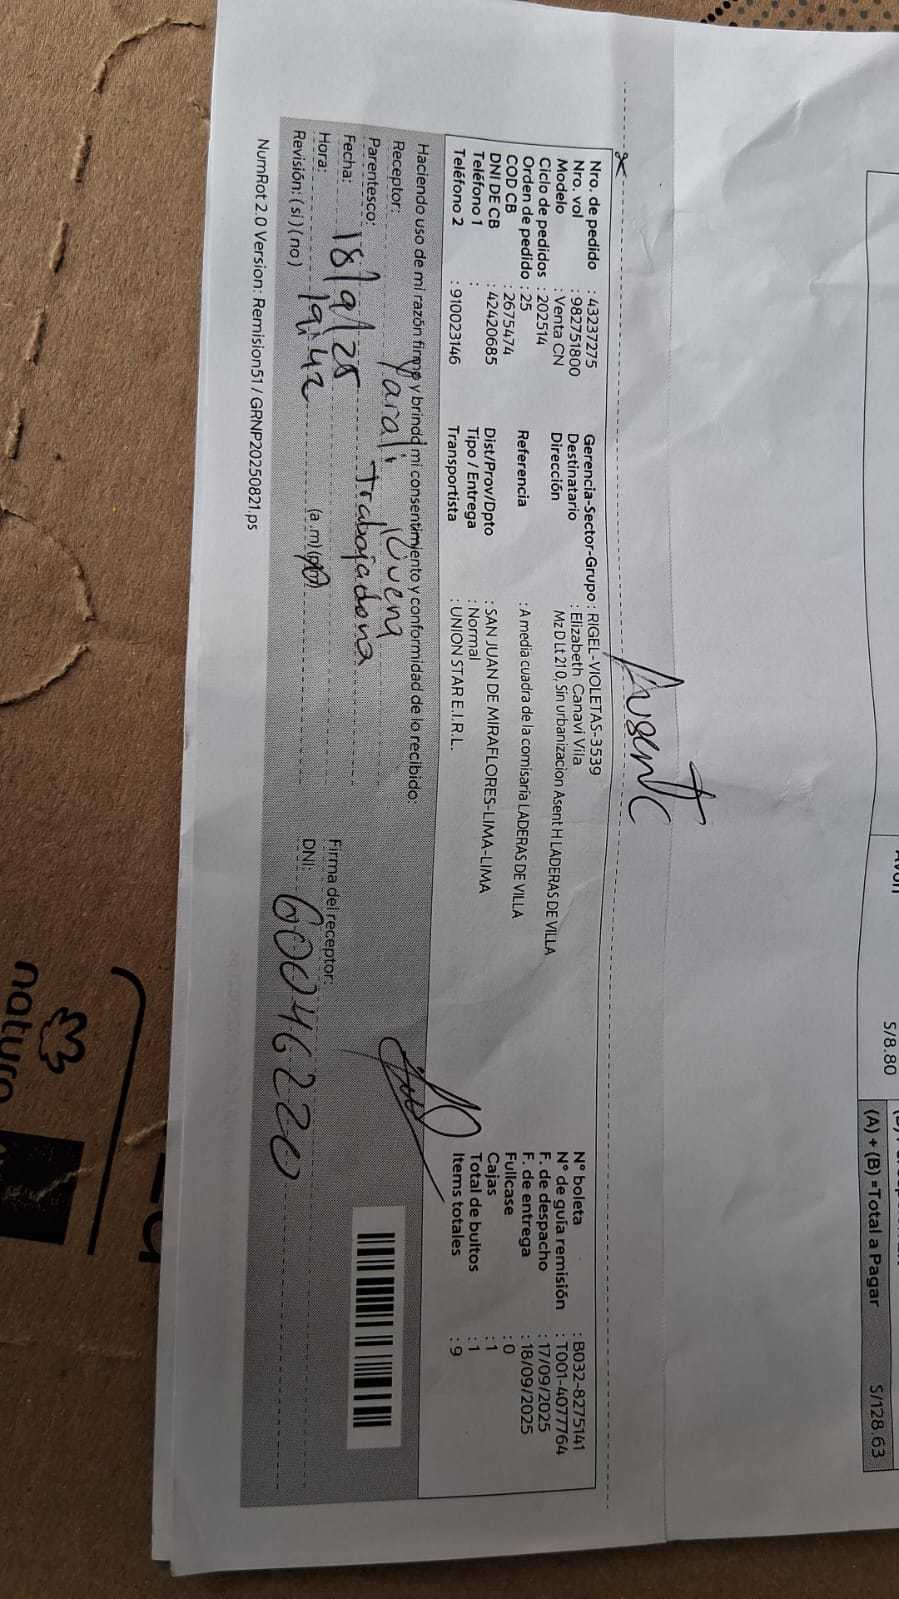 S/8.80
(A) + (B) =Total a Pagar S/128.63
Ausente
Nro. de pedido : 43237275 Gerencia-Sector-Grupo : RIGEL-VIOLETAS-3539 N° boleta : B032-8275141
Nro. vol : 982751800 Destinatario : Elizabeth Canavi Vila N° de guía remisión : T001-4077764
Modelo : Venta CN Dirección Mz D Lt 21 0, Sin urbanizacion Asent H LADERAS DE VILLA F. de despacho : 17/09/2025
Ciclo de pedidos : 202514 F. de entrega : 18/09/2025
Orden de pedido : 25 Referencia : A media cuadra de la comisaría LADERAS DE VILLA Fullcase : 0
COD CB : 2675474 Cajas : 1
DNI DE CB : 42420685 Dist/Prov/Dpto : SAN JUAN DE MIRAFLORES-LIMA-LIMA Total de bultos : 1
Teléfono 1 : Tipo / Entrega : Normal Items totales : 9
Teléfono 2 : 910023146 Transportista : UNION STAR E.I.R.L.
Haciendo uso de mi razón firmo y brindo mi consentimiento y conformidad de lo recibido:
Receptor: Yarali
Parentesco: Trabajadora
Fecha: 18/9/25 Firma del receptor:
Hora: 19:42 (a .m) DNI: 60046220
Revisión: ( si ) ( no )
NumRot 2.0 Version: Remision51 / GRNP20250821.ps
natura